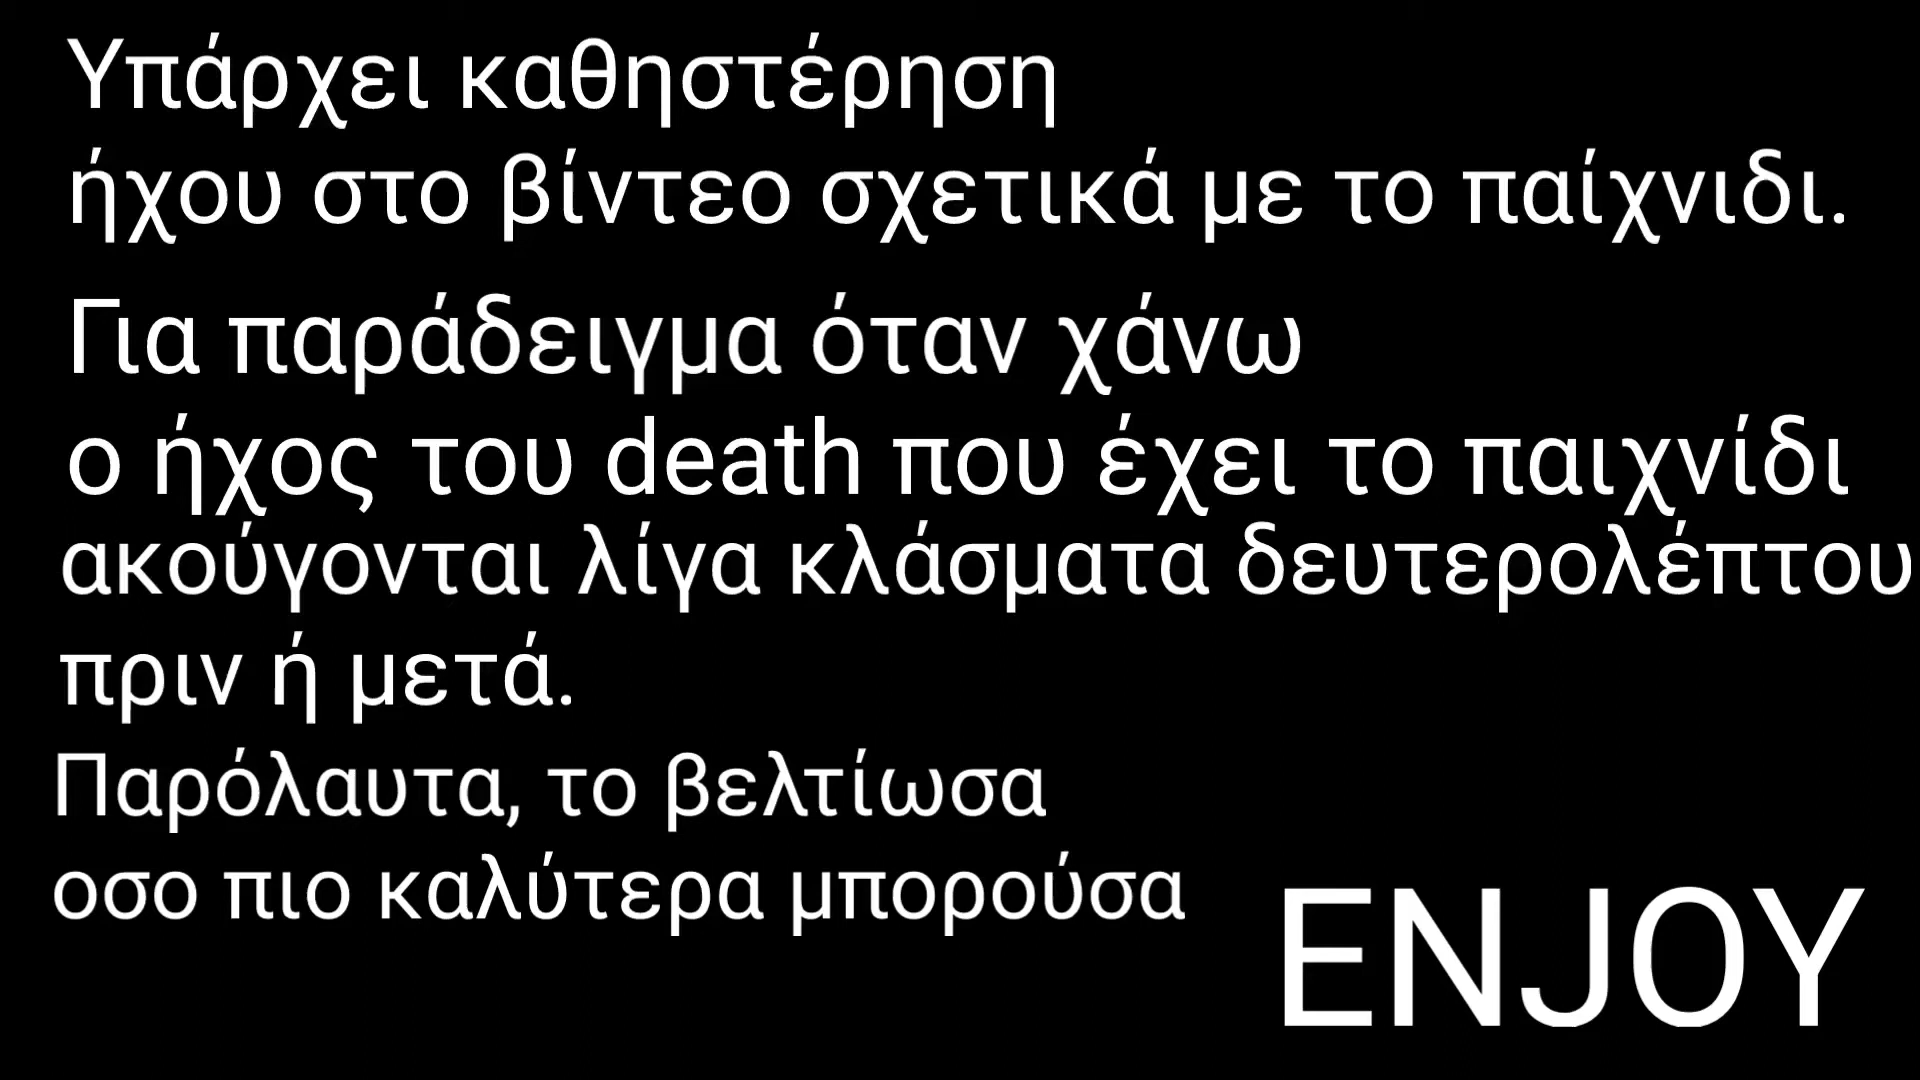 Υπάρχει καθηστέρηση
ήχου στο βίντεο σχετικά με το παίχνιδι.
Για παράδειγμα όταν χάνω
ο ήχος του death που έχει το παιχνίδι
ακούγονται λίγα κλάσματα δευτερολέπτου
πριν ή μετά.
Παρόλαυτα, το βελτίωσα
οσο πιο καλύτερα μπορούσα
ENJOY